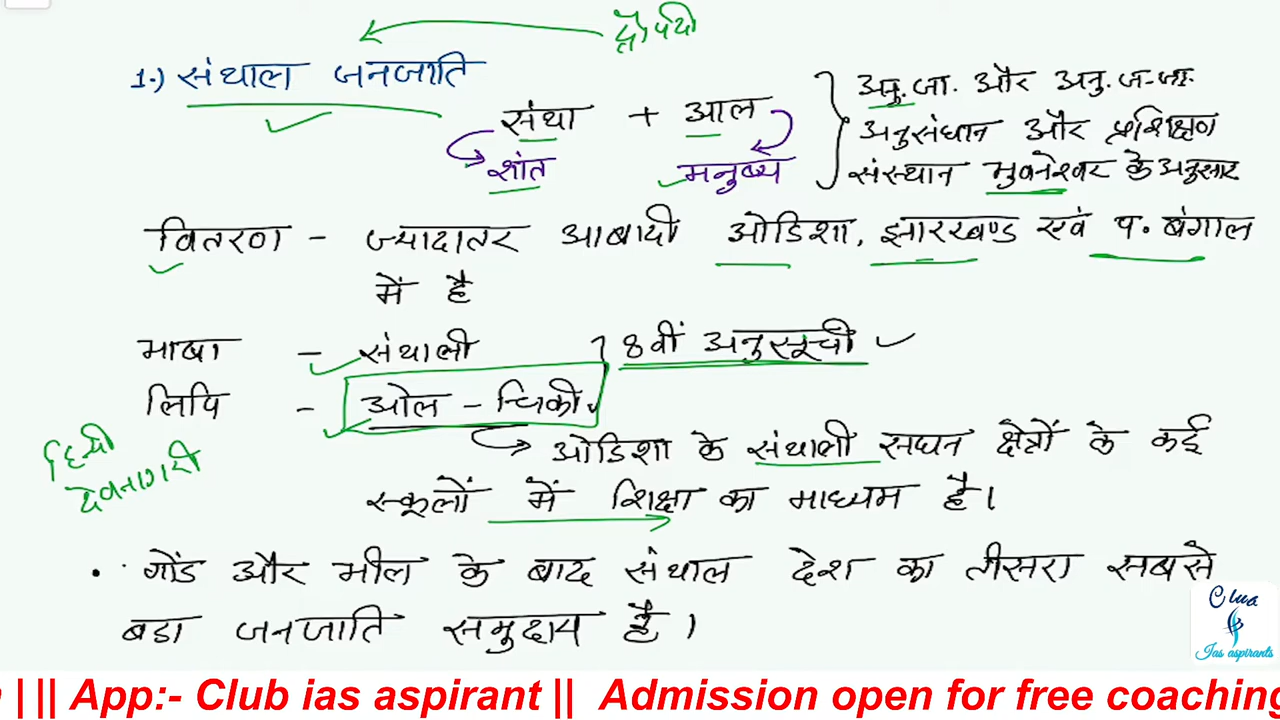 द्रौपदी
1.) संथाल जनजाति
संथा + आल
शांत मनुष्य
अनु.जा. और अनु.ज.जा.
अनुसंधान और प्रशिक्षण
संस्थान भुवनेश्वर के अनुसार
वितरण - ज्यादातर आबादी ओडिशा, झारखण्ड एवं प. बंगाल
में है
भाषा - संथाली } 8वीं अनुसूची
लिपि - ओल - चिकी
हिन्दी
देवनागरी
ओडिशा के संथाली सघन क्षेत्रों के कई
स्कूलों में शिक्षा का माध्यम है।
• गोंड और भील के बाद संथाल देश का तीसरा सबसे
बडा जनजाति समुदाय है।
Club
Ias aspirants
| || App:- Club ias aspirant || Admission open for free coaching